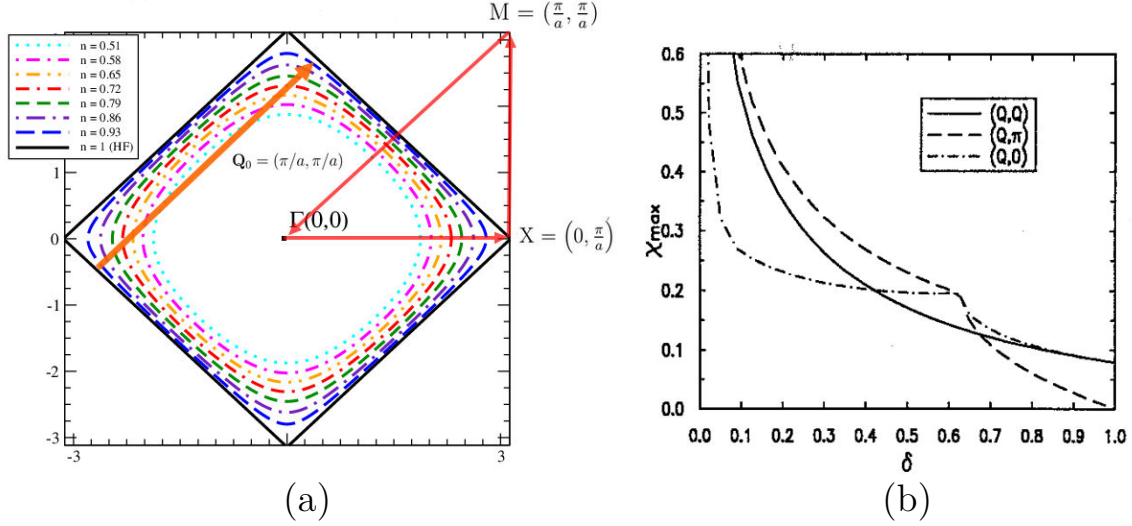 M = (π/a, π/a)
n = 0.51
n = 0.58
n = 0.65
n = 0.72
n = 0.79
n = 0.86
n = 0.93
n = 1 (HF)
1
0
-1
-2
-3
-3
3
Q₀ = (π/a, π/a)
Γ(0,0)
X = (0, π/a)
(a)
χmax
0.6
0.5
0.4
0.3
0.2
0.1
0.0
(Q,Q)
(Q,π)
(Q,0)
0.0 0.1 0.2 0.3 0.4 0.5 0.6 0.7 0.8 0.9 1.0
δ
(b)